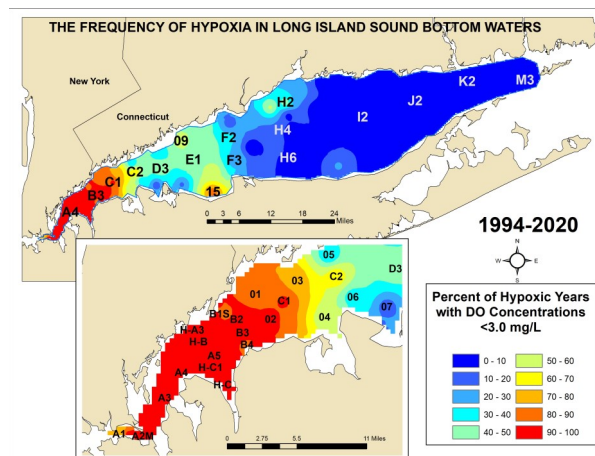 THE FREQUENCY OF HYPOXIA IN LONG ISLAND SOUND BOTTOM WATERS
New York
Connecticut
K2
M3
H2
J2
I2
09
F2
H4
D3
E1
F3
H6
C2
C1
B3
15
A4
0 3 6 12 18 24
Miles
1994-2020
N
W E
S
Percent of Hypoxic Years
with DO Concentrations
<3.0 mg/L
0 - 10
50 - 60
10 - 20
60 - 70
20 - 30
70 - 80
30 - 40
80 - 90
40 - 50
90 - 100
05
D3
03
C2
01
C1
06
07
B1S
B2
02
04
H-A3
B3
H-B
B4
A5
H-C1
A4
H-C
A3
A1
A2M
0 2.75 5.5 11 Miles